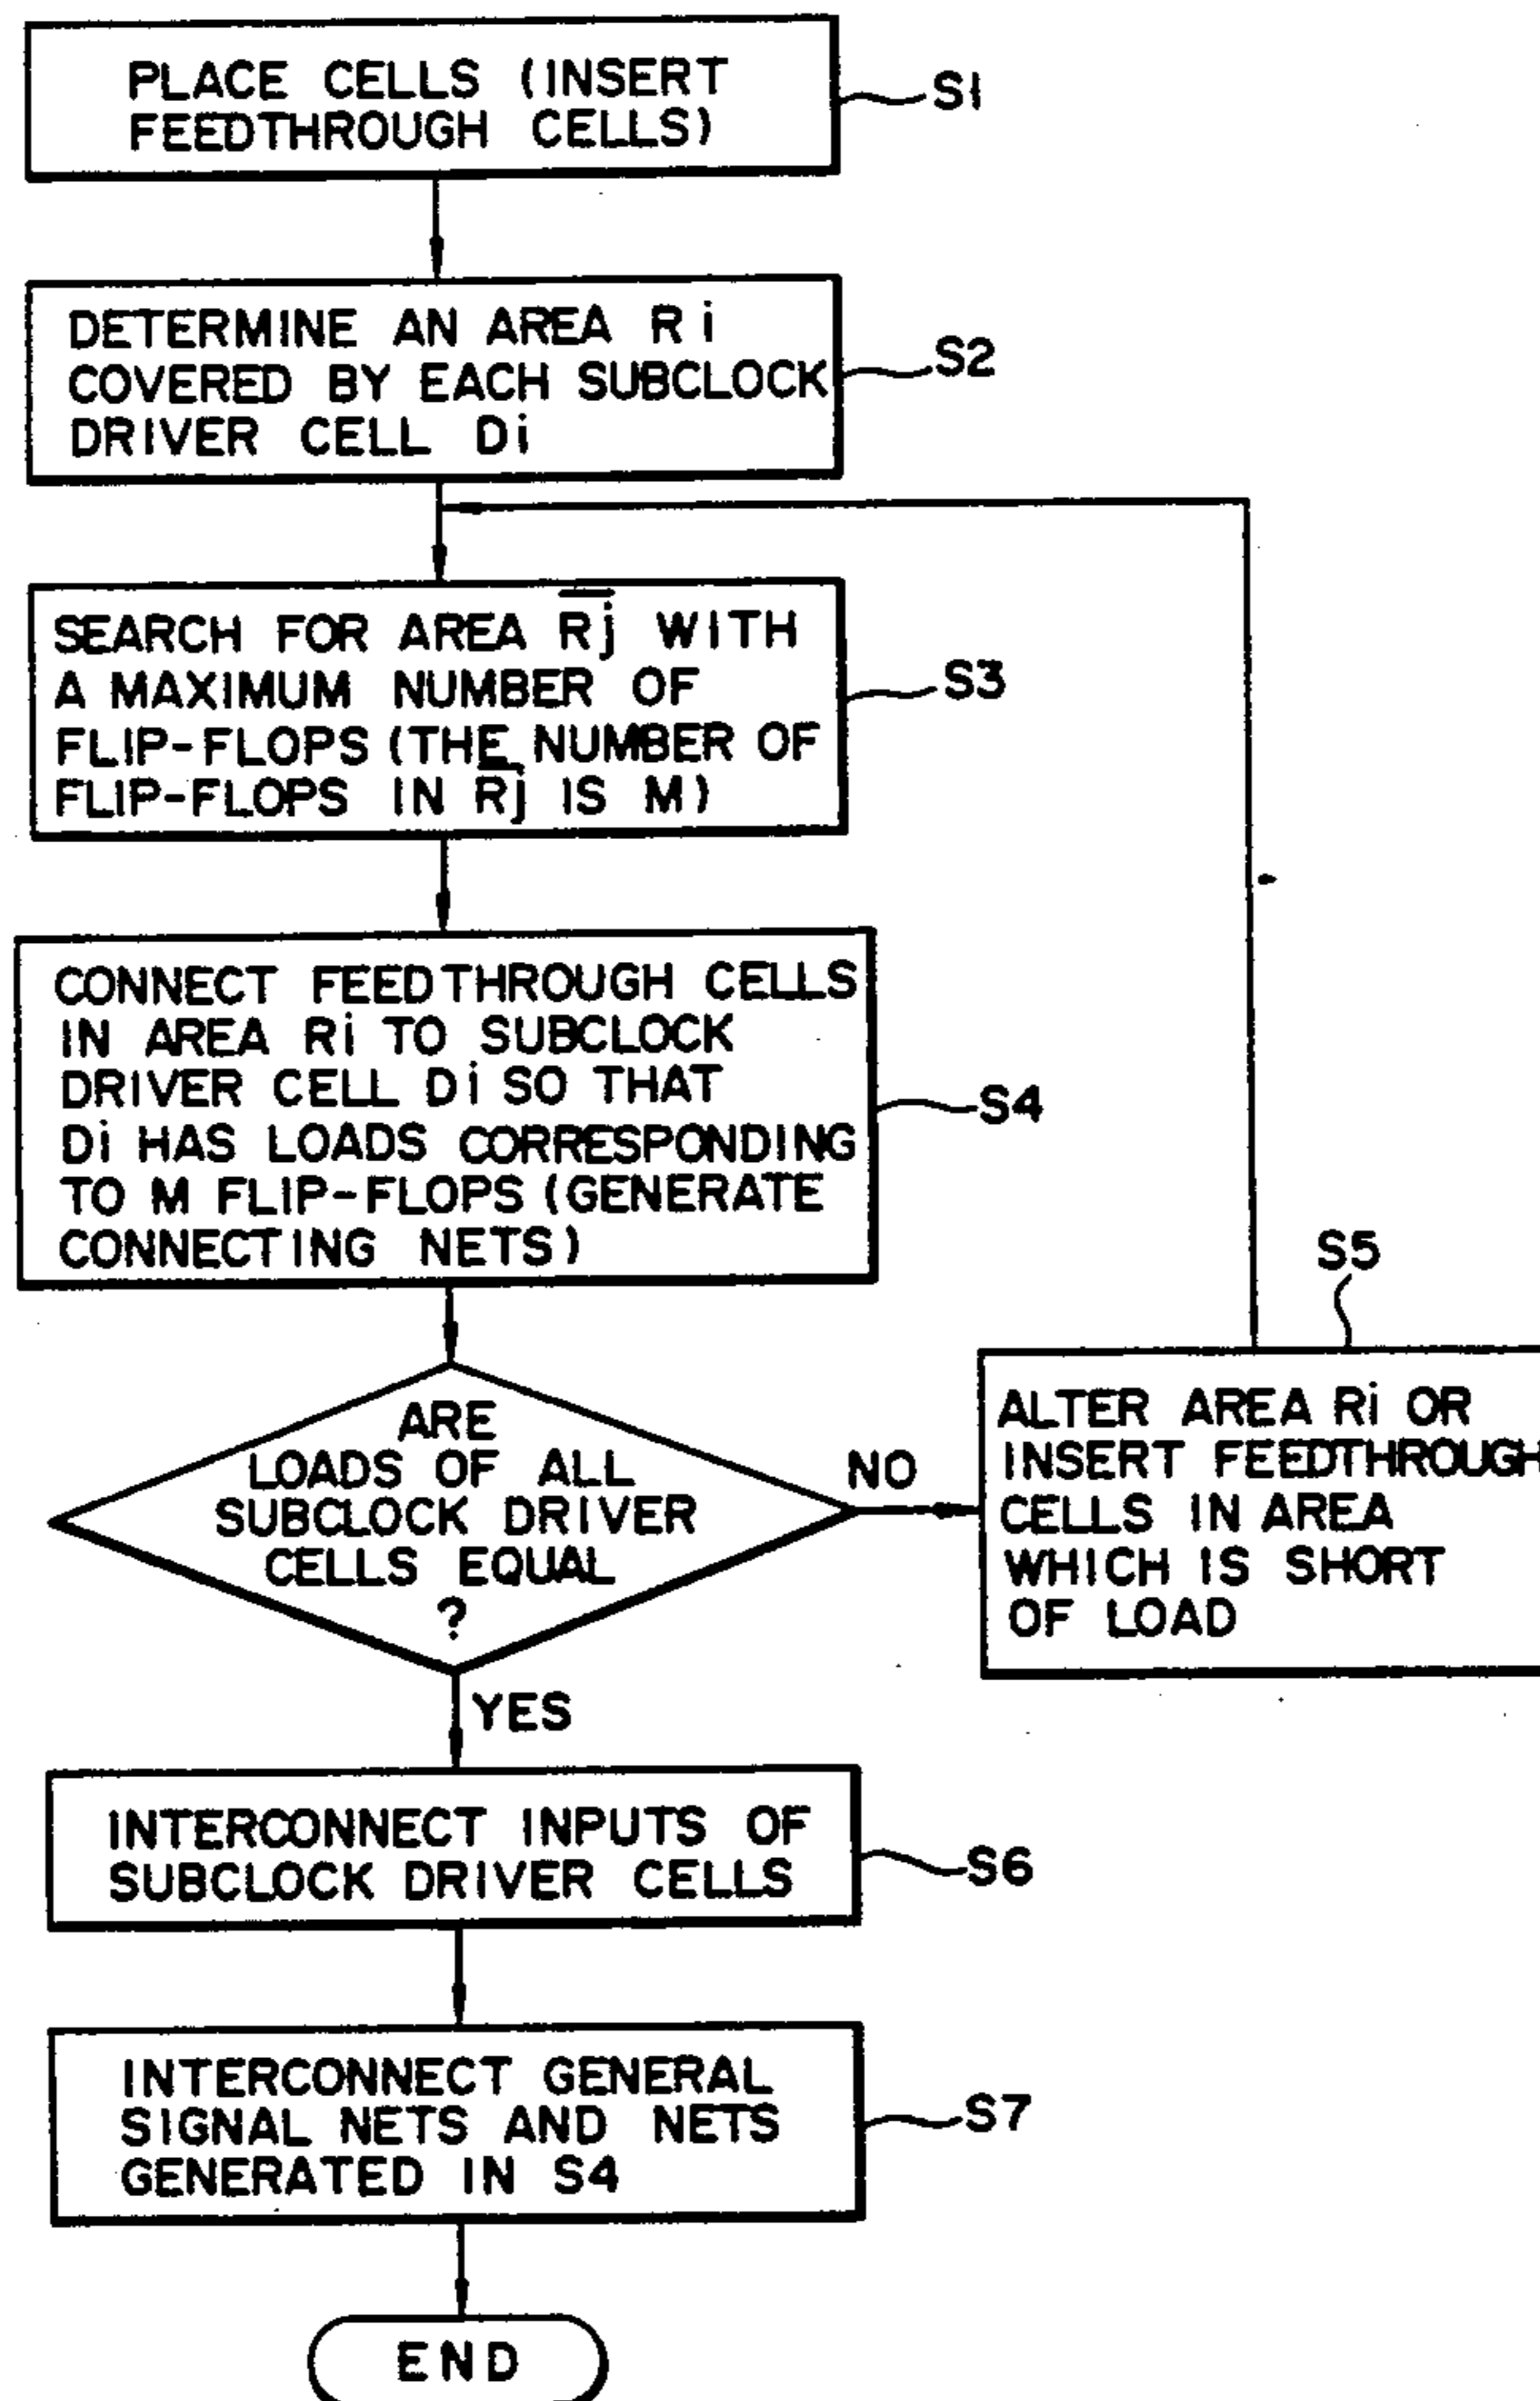 PLACE CELLS (INSERT
FEEDTHROUGH CELLS)
S1
DETERMINE AN AREA Ri
COVERED BY EACH SUBCLOCK
DRIVER CELL Di
S2
SEARCH FOR AREA R̅j̅ WITH
A MAXIMUM NUMBER OF
FLIP-FLOPS (THE NUMBER OF
FLIP-FLOPS IN R̅j̅ IS M)
S3
CONNECT FEEDTHROUGH CELLS
IN AREA Ri TO SUBCLOCK
DRIVER CELL Di SO THAT
Di HAS LOADS CORRESPONDING
TO M FLIP-FLOPS (GENERATE
CONNECTING NETS)
S4
ARE
LOADS OF ALL
SUBCLOCK DRIVER
CELLS EQUAL
?
NO
S5
ALTER AREA Ri OR
INSERT FEEDTHROUGH
CELLS IN AREA
WHICH IS SHORT
OF LOAD
YES
INTERCONNECT INPUTS OF
SUBCLOCK DRIVER CELLS
S6
INTERCONNECT GENERAL
SIGNAL NETS AND NETS
GENERATED IN S4
S7
END